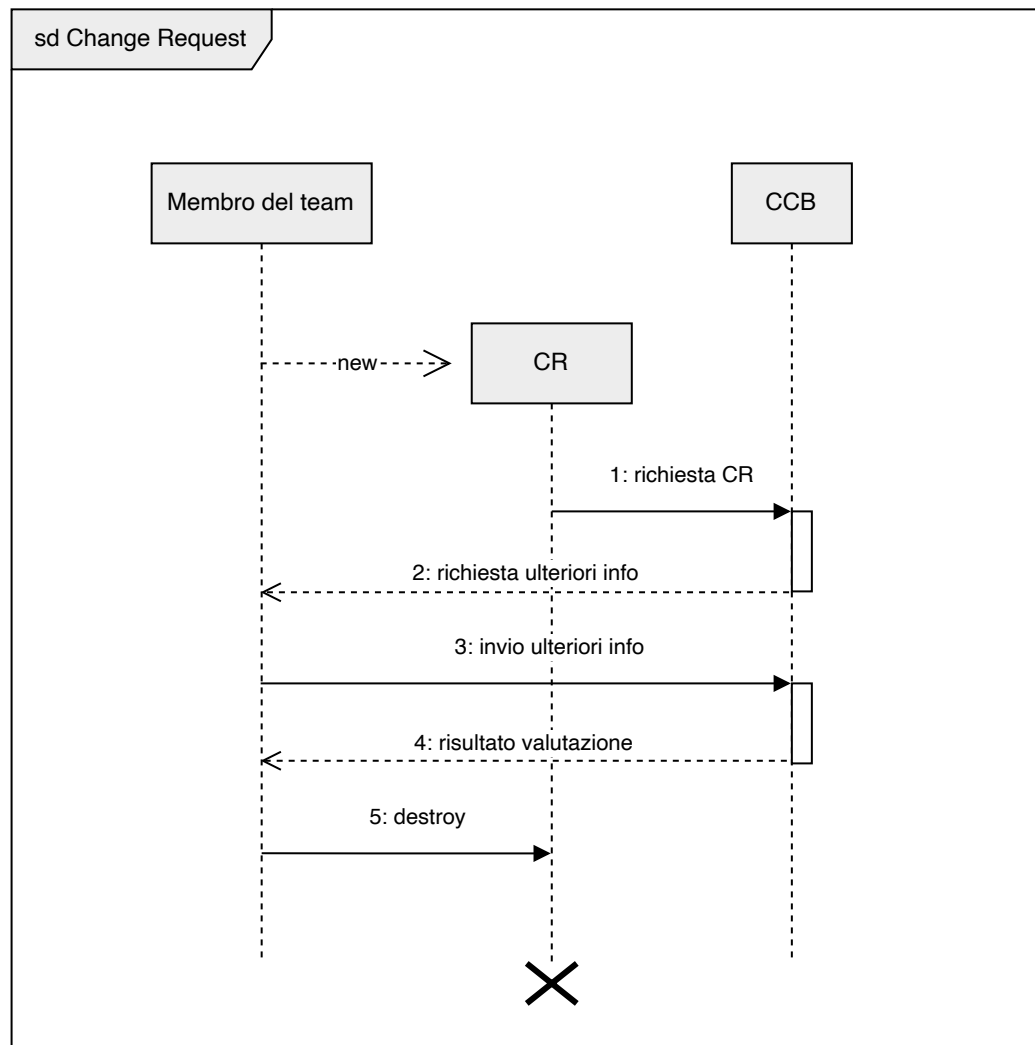 sd Change Request
Membro del team
CCB
new
CR
1: richiesta CR
2: richiesta ulteriori info
3: invio ulteriori info
4: risultato valutazione
5: destroy